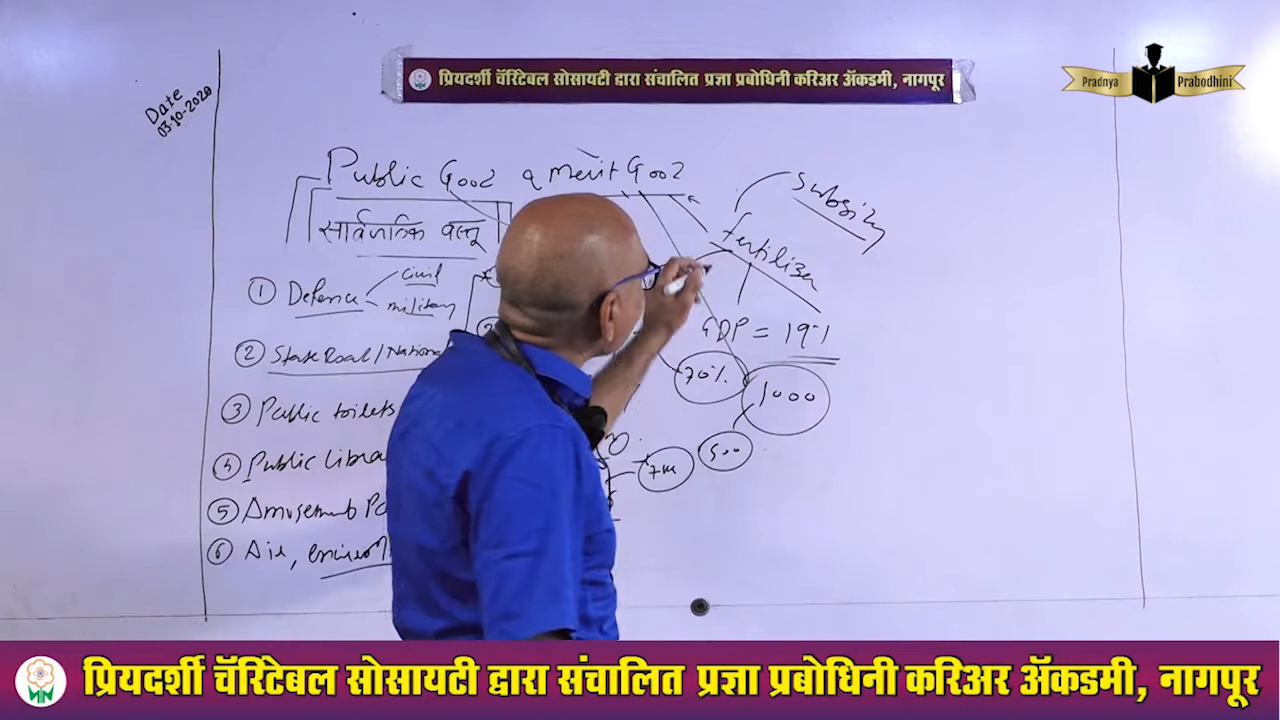 प्रियदर्शी चॅरिटेबल सोसायटी द्वारा संचालित प्रज्ञा प्रबोधिनी करिअर ॲकडमी, नागपूर
Pradnya Prabodhini
Date
03-10-2020
Public Good & merit Good
सार्वजनिक वस्तू
Subsidy
Fertilizer
① Defence
civil
military
GDP = 19%
② State Road/Nationa
70%
1000
③ Public toilets
④ Public Libra
7m
500
⑤ Amusement Pa
⑥ Air, environ
प्रियदर्शी चॅरिटेबल सोसायटी द्वारा संचालित प्रज्ञा प्रबोधिनी करिअर ॲकडमी, नागपूर